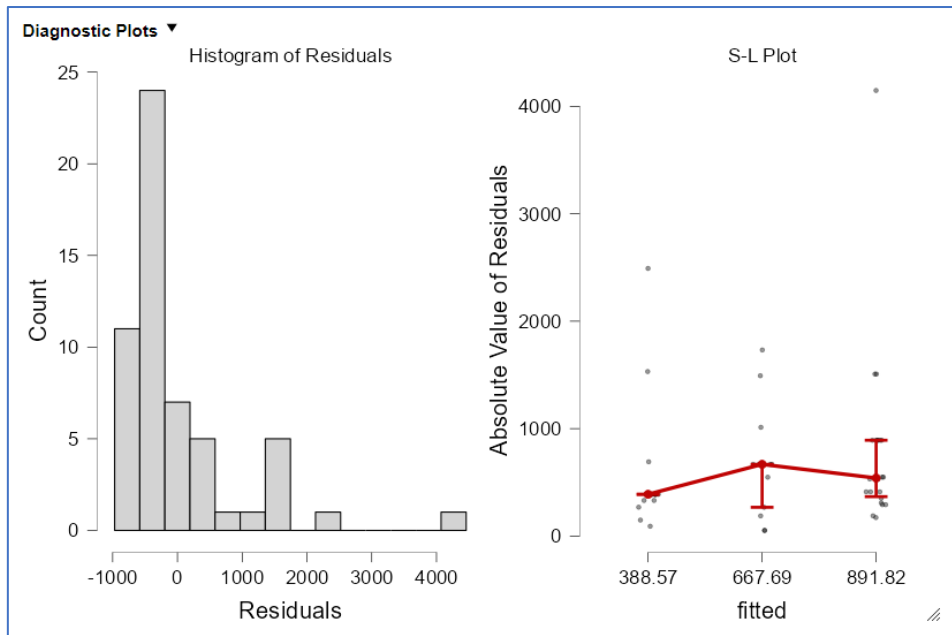 Diagnostic Plots ▼
Histogram of Residuals
25
20
15
10
5
0
Count
-1000 0 1000 2000 3000 4000
Residuals
S-L Plot
4000
3000
2000
1000
0
Absolute Value of Residuals
388.57 667.69 891.82
fitted